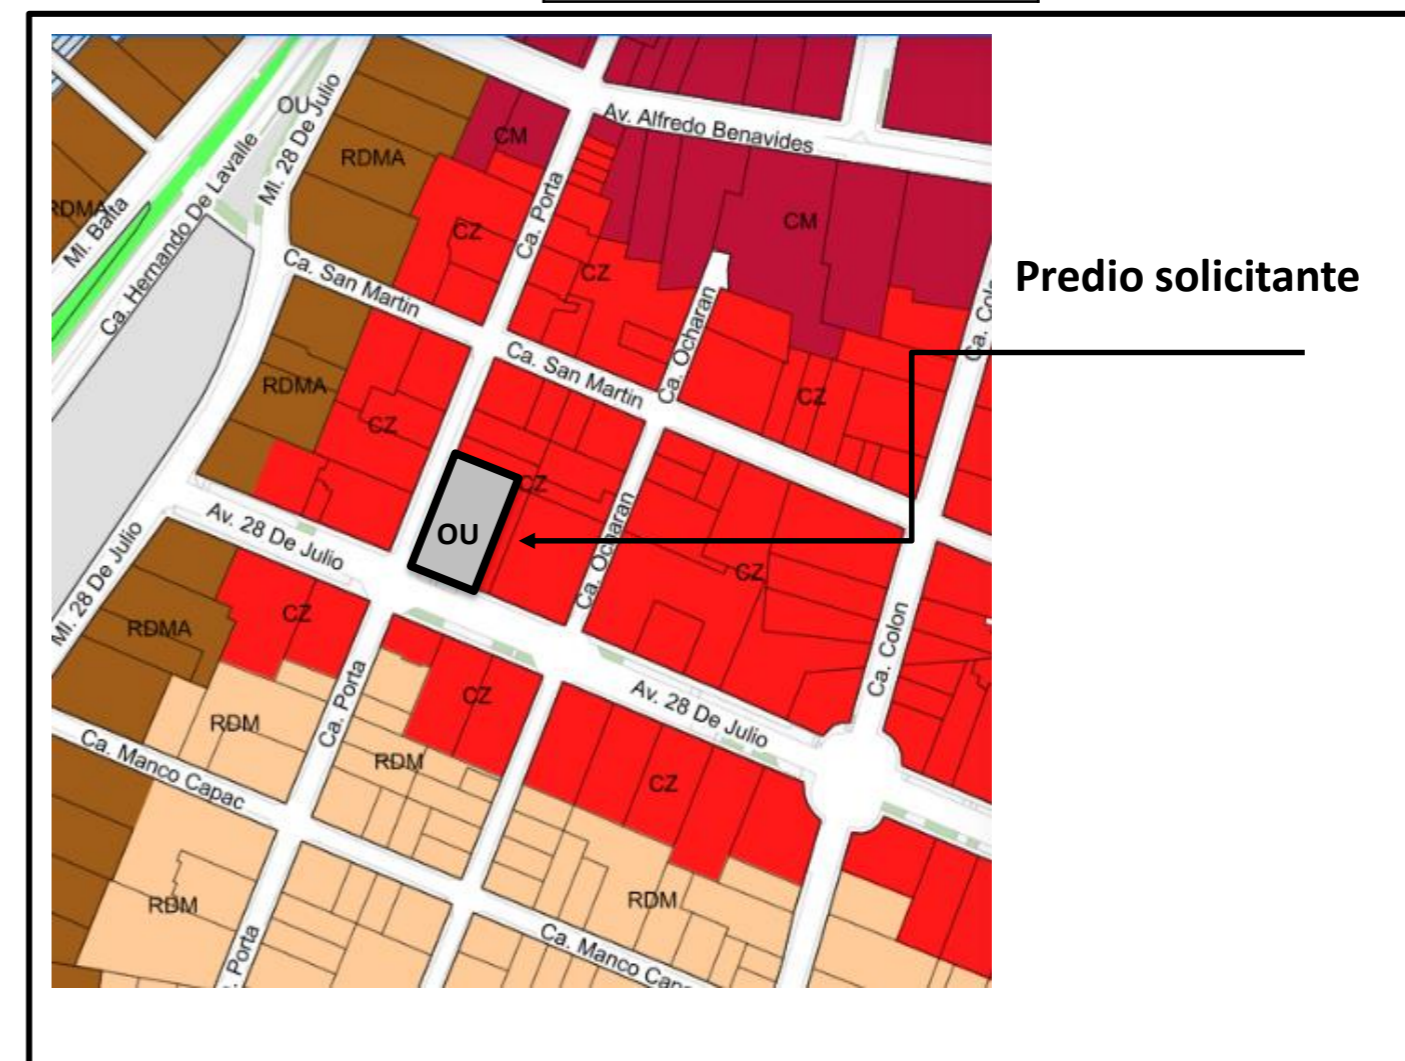 OU
Ml. 28 De Julio
Av. Alfredo Benavides
CM
RDMA
Ca. Hernando De Lavalle
RDMA
Ml. Balta
Ca. Porta
CZ
CM
CZ
Ca. San Martin
Predio solicitante
Ca. Ocharan
Ca. San Martin
RDMA
CZ
CZ
CZ
OU
Av. 28 De Julio
Ca. Ocharan
Ml. 28 De Julio
CZ
CZ
RDMA
Ca. Colon
Ca. Porta
CZ
Av. 28 De Julio
RDM
RDM
CZ
Ca. Manco Capac
RDM
RDM
Ca. Manco Capac
Porta